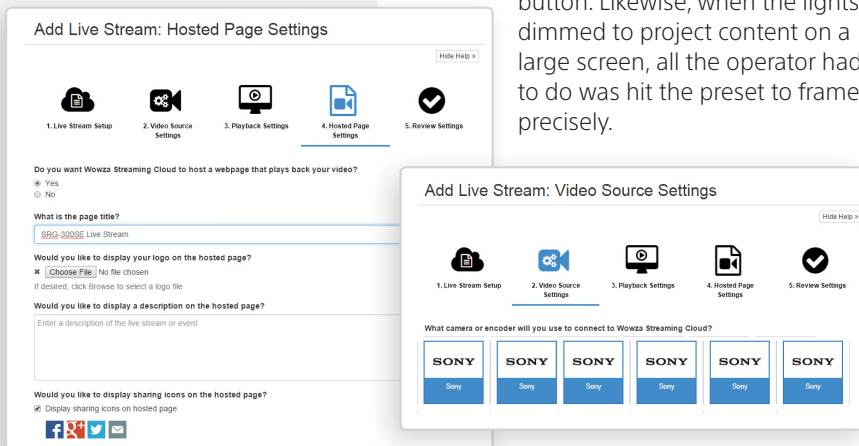 button. Likewise, when the lights
dimmed to project content on a
large screen, all the operator had
to do was hit the preset to frame
precisely.
Add Live Stream: Hosted Page Settings
Hide Help »
1. Live Stream Setup
2. Video Source
Settings
3. Playback Settings
4. Hosted Page
Settings
5. Review Settings
Do you want Wowza Streaming Cloud to host a webpage that plays back your video?
Yes
No
What is the page title?
SRG-300SE Live Stream
Would you like to display your logo on the hosted page?
Choose File No file chosen
If desired, click Browse to select a logo file
Would you like to display a description on the hosted page?
Enter a description of the live stream or event
Would you like to display sharing icons on the hosted page?
Display sharing icons on hosted page
Add Live Stream: Video Source Settings
Hide Help »
1. Live Stream Setup
2. Video Source
Settings
3. Playback Settings
4. Hosted Page
Settings
5. Review Settings
What camera or encoder will you use to connect to Wowza Streaming Cloud?
SONY SONY SONY SONY SONY SONY
Sony Sony Sony Sony Sony Sony